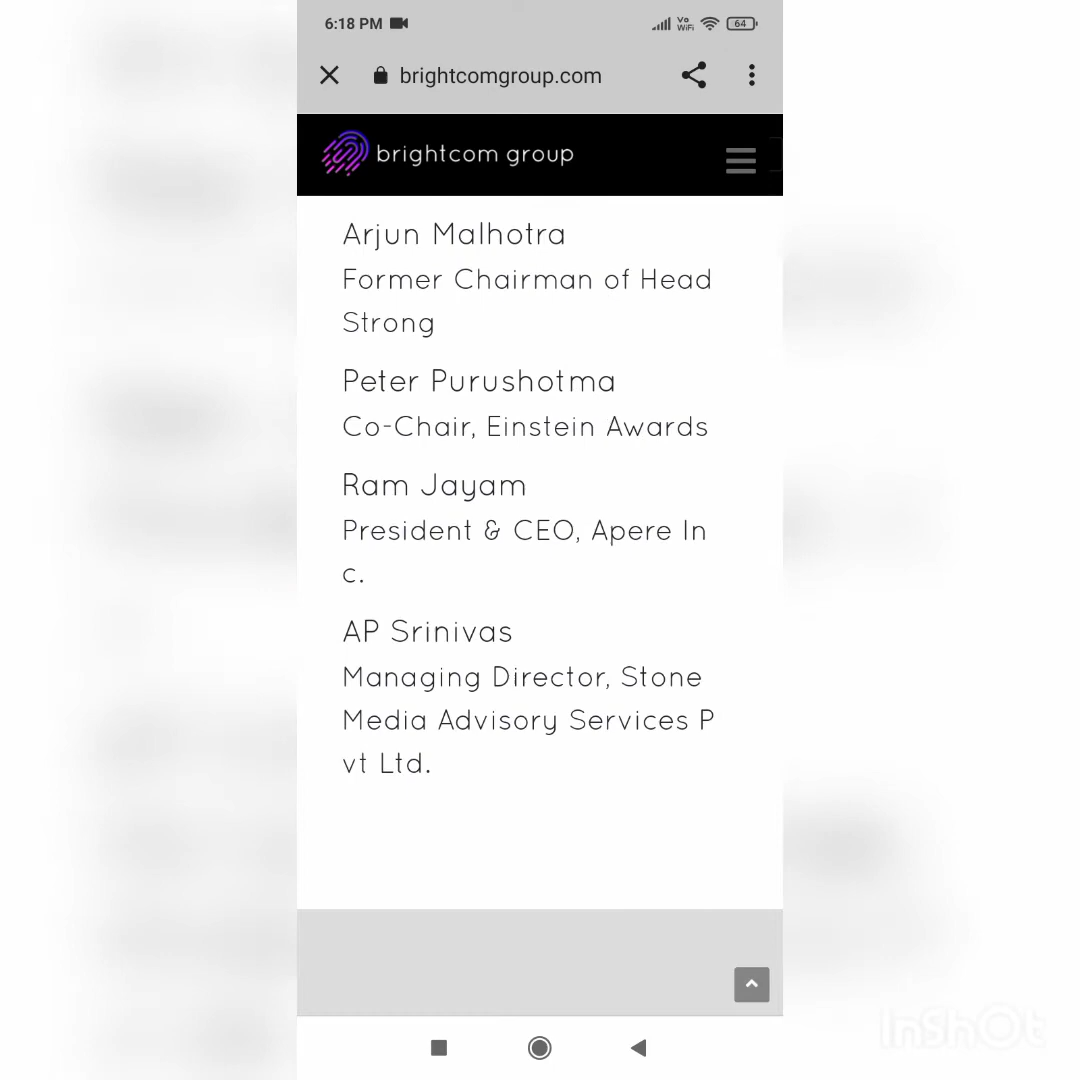 6:18 PM
Vo
WiFi
64
brightcomgroup.com
brightcom group
Arjun Malhotra
Former Chairman of Head
Strong
Peter Purushotma
Co-Chair, Einstein Awards
Ram Jayam
President & CEO, Apere In
c.
AP Srinivas
Managing Director, Stone
Media Advisory Services P
vt Ltd.
InShOt